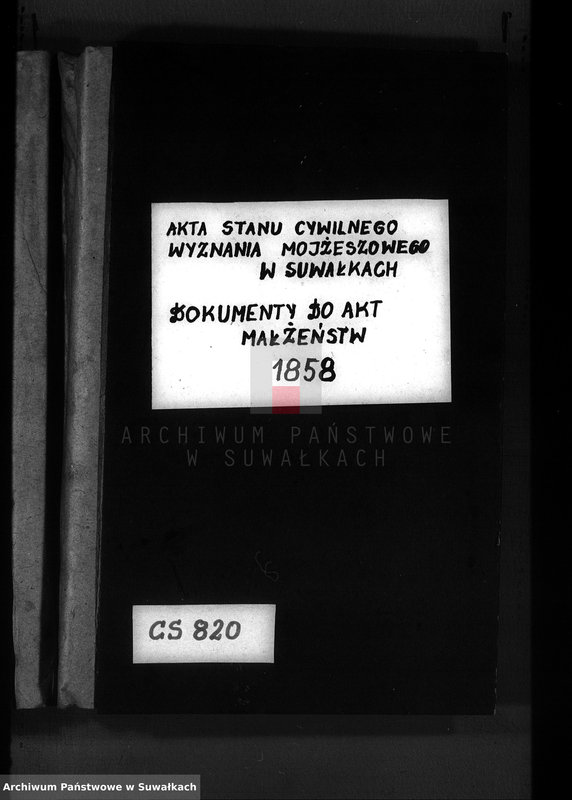 AKTA STANU CYWILNEGO
WYZNANIA MOJŻESZOWEGO
W SUWAŁKACH
DOKUMENTY DO AKT
MAŁŻEŃSTW
1858
ARCHIWUM PAŃSTWOWE
W SUWAŁKACH
CS 820
Archiwum Państwowe w Suwałkach